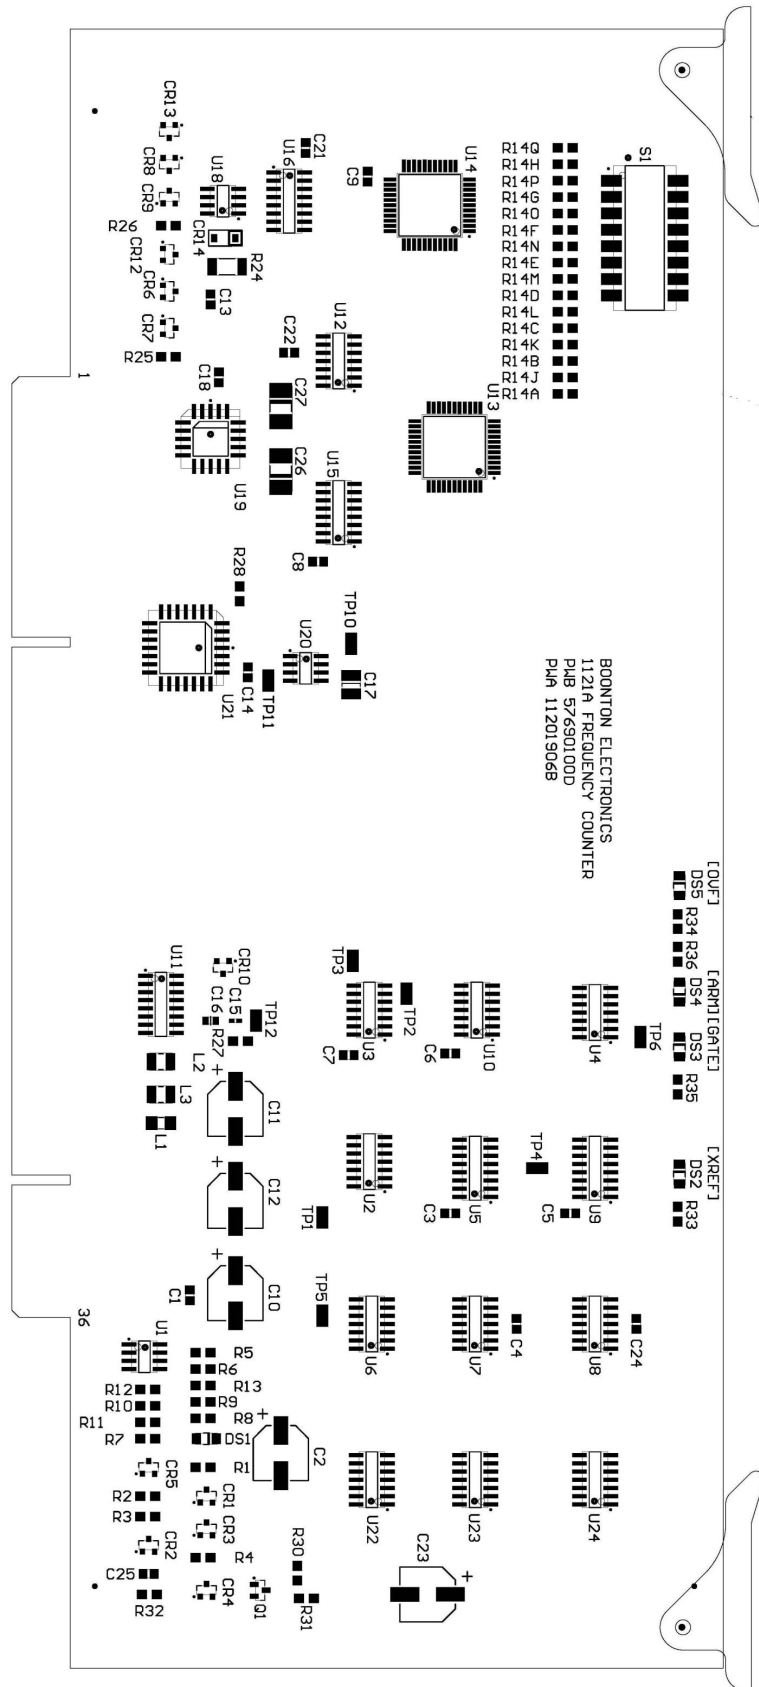 CR13
CR8
CR9
R26
CR12
CR6
CR7
R25
U18
CR14
R24
C13
U16
C21
C9
U14
R14Q
R14H
R14P
R14G
R14O
R14F
R14N
R14E
R14M
R14D
R14L
R14C
R14K
R14B
R14J
R14A
S1
1
C18
C22
U12
C27
C26
U13
U19
U15
C8
R28
TP10
U20
C17
U21
C14
TP11
BOONTON ELECTRONICS
1121A FREQUENCY COUNTER
PWB 57690100D
PWA 11201906B
[OVF]
DS5
R34
R36
[ARM]
DS4
[GATE]
DS3
TP6
R35
[XREF]
DS2
R33
U11
CR10
C16
C15
TP12
R27
TP3
TP2
U3
C7
U10
C6
U4
L2
L3
L1
+
C11
+
C12
+
C10
U2
TP1
TP4
C3
U5
C5
U9
36
C1
TP5
U1
U6
U7
C4
U8
C24
R5
R6
R13
R9
R8
R12
R10
R11
R7
DS1
+
C2
R1
CR5
CR1
R2
R3
CR3
CR2
R4
C25
R32
CR4
Q1
R30
R31
U22
U23
U24
C23
+